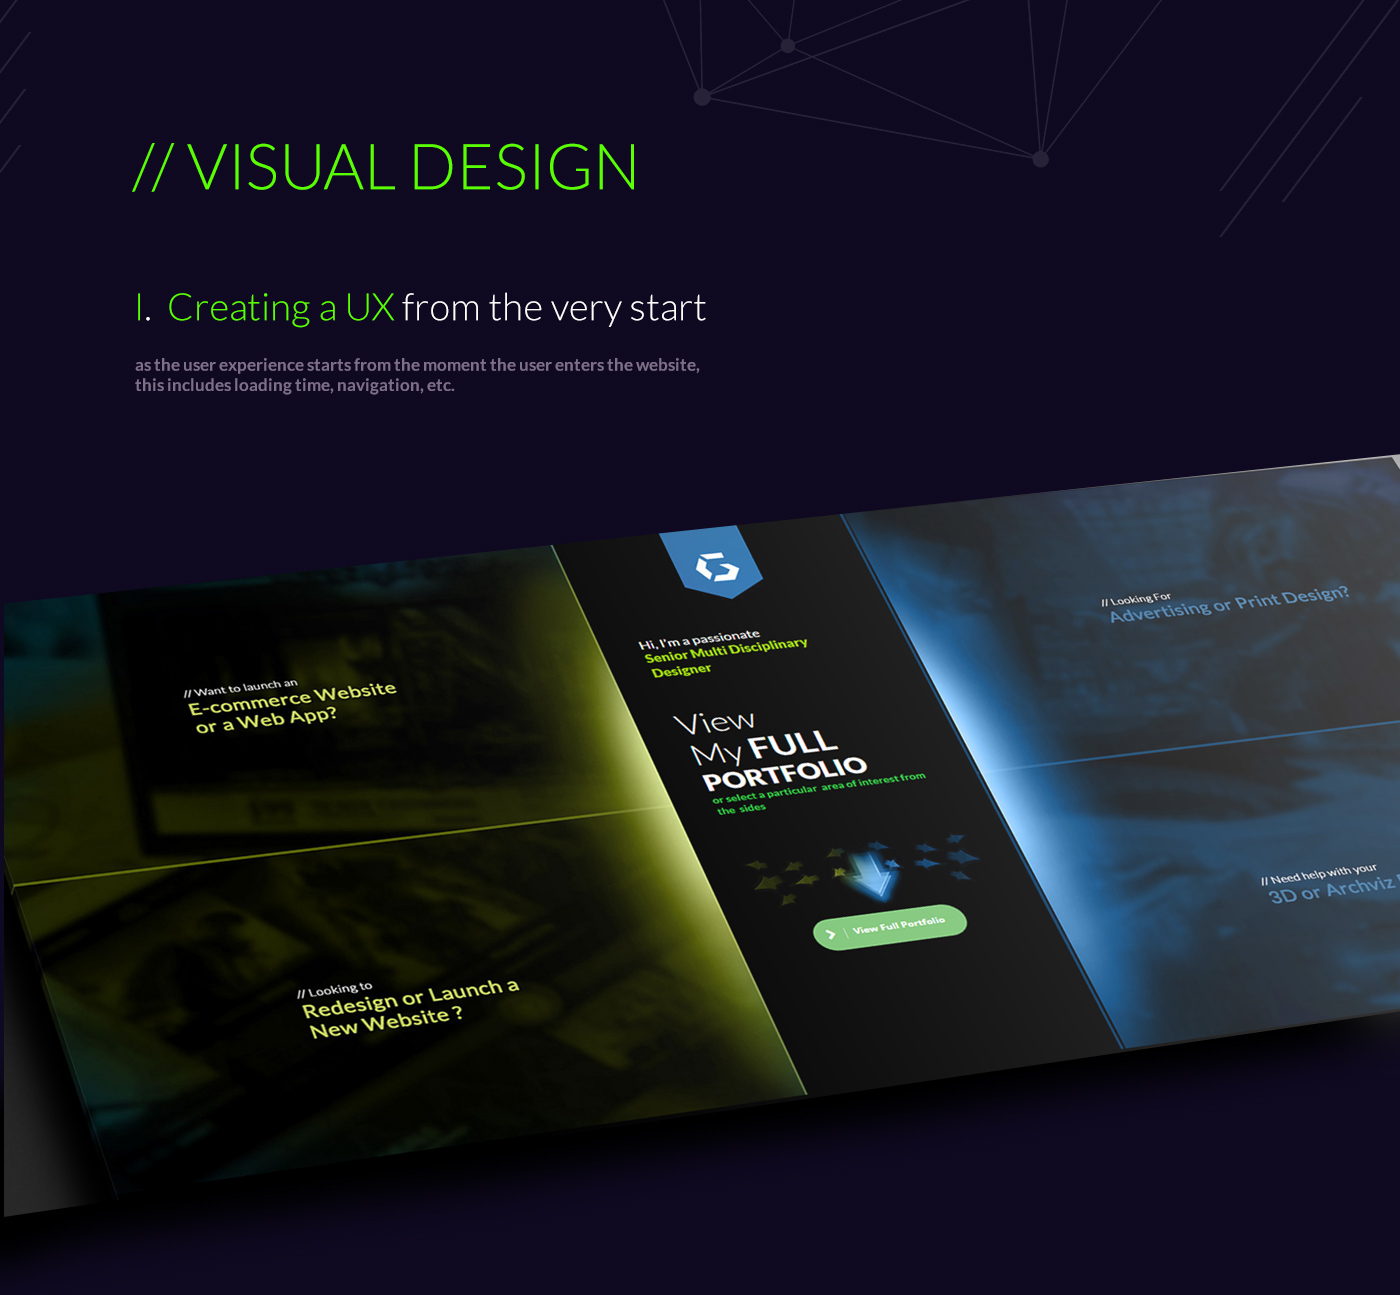 // VISUAL DESIGN
I. Creating a UX from the very start
as the user experience starts from the moment the user enters the website,
this includes loading time, navigation, etc.
// Want to launch an
E-commerce Website
or a Web App?
// Looking to
Redesign or Launch a
New Website ?
Hi, I'm a passionate
Senior Multi Disciplinary
Designer
View
My FULL
PORTFOLIO
or select a particular area of interest from
the sides
View Full Portfolio
// Looking For
Advertising or Print Design?
// Need help with your
3D or Archviz